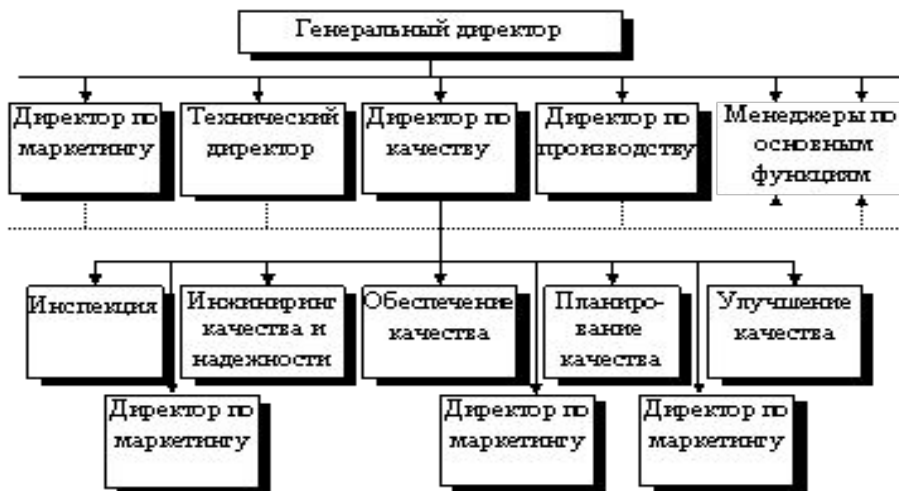 Генеральный директор
Директор по
маркетингу
Технический
директор
Директор по
качеству
Директор по
производству
Менеджеры по
основным
функциям
Инспекция
Инжиниринг
качества и
надежности
Обеспечение
качества
Планиро-
вание
качества
Улучшение
качества
Директор по
маркетингу
Директор по
маркетингу
Директор по
маркетингу